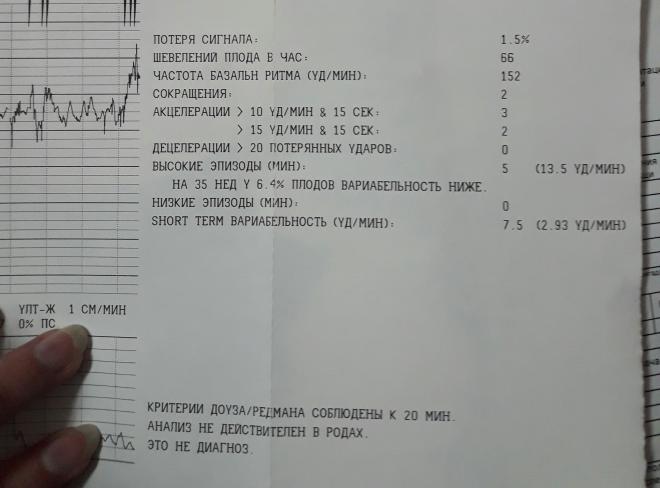 ПОТЕРЯ СИГНАЛА: 1.5%
ШЕВЕЛЕНИЙ ПЛОДА В ЧАС: 66
ЧАСТОТА БАЗАЛЬН РИТМА (УД/МИН): 152
СОКРАЩЕНИЯ: 2
АКЦЕЛЕРАЦИИ > 10 УД/МИН & 15 СЕК: 3
> 15 УД/МИН & 15 СЕК: 2
ДЕЦЕЛЕРАЦИИ > 20 ПОТЕРЯННЫХ УДАРОВ: 0
ВЫСОКИЕ ЭПИЗОДЫ (МИН): 5 (13.5 УД/МИН)
НА 35 НЕД У 6.4% ПЛОДОВ ВАРИАБЕЛЬНОСТЬ НИЖЕ.
НИЗКИЕ ЭПИЗОДЫ (МИН): 0
SHORT TERM ВАРИАБЕЛЬНОСТЬ (УД/МИН): 7.5 (2.93 УД/МИН)
УЛТ-Ж 1 СМ/МИН
0% ПС
КРИТЕРИИ ДОУЗА/РЕДМАНА СОБЛЮДЕНЫ К 20 МИН.
АНАЛИЗ НЕ ДЕЙСТВИТЕЛЕН В РОДАХ.
ЭТО НЕ ДИАГНОЗ.